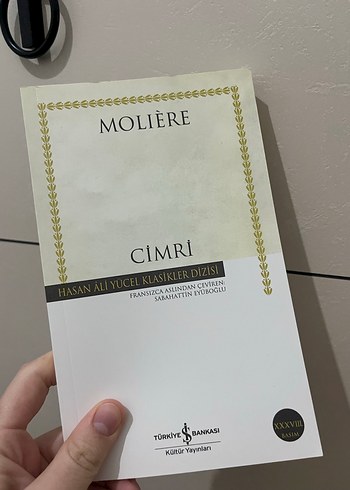 MOLIÈRE
CİMRİ
HASAN ÂLİ YÜCEL KLASİKLER DİZİSİ
FRANSIZCA ASLINDAN ÇEVİREN:
SABAHATTİN EYÜBOĞLU
XXXVIII.
BASIM
TÜRKİYE İŞ BANKASI
Kültür Yayınları